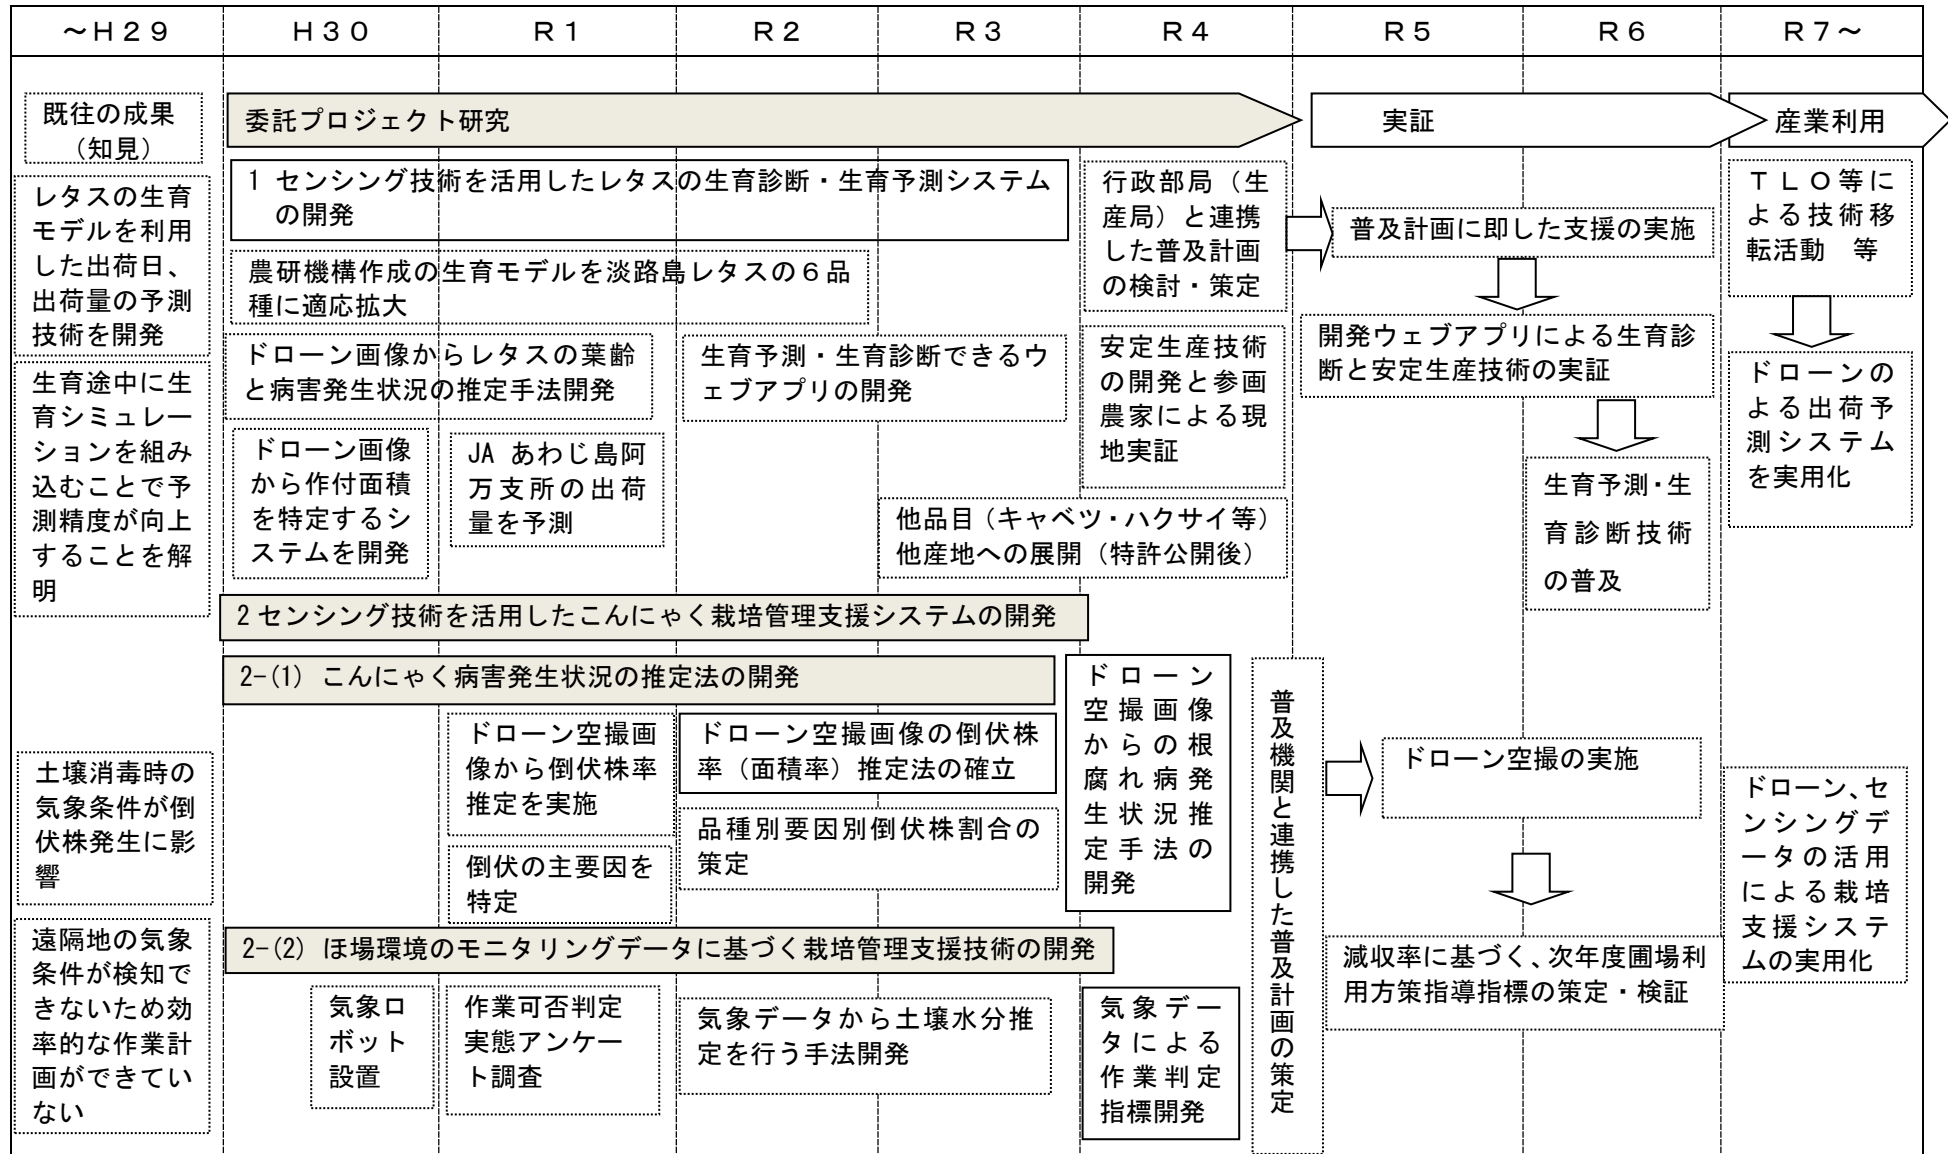 ～Ｈ２９
Ｈ３０
Ｒ１
Ｒ２
Ｒ３
Ｒ４
Ｒ５
Ｒ６
Ｒ７～
既往の成果
（知見）
委託プロジェクト研究
実証
産業利用
レタスの生育
モデルを利用
した出荷日、
出荷量の予測
技術を開発
生育途中に生
育シミュレー
ションを組み
込むことで予
測精度が向上
することを解
明
1 センシング技術を活用したレタスの生育診断・生育予測システム
の開発
農研機構作成の生育モデルを淡路島レタスの６品
種に適応拡大
ドローン画像からレタスの葉齢
と病害発生状況の推定手法開発
生育予測・生育診断できるウ
ェブアプリの開発
ドローン画像
から作付面積
を特定するシ
ステムを開発
JA あわじ島阿
万支所の出荷
量を予測
他品目（キャベツ・ハクサイ等）
他産地への展開（特許公開後）
行政部局（生
産局）と連携
した普及計画
の検討・策定
安定生産技術
の開発と参画
農家による現
地実証
普及計画に即した支援の実施
開発ウェブアプリによる生育診
断と安定生産技術の実証
生育予測・生
育診断技術
の普及
ＴＬＯ等に
よる技術移
転活動　等
ドローンの
よる出荷予
測システム
を実用化
2 センシング技術を活用したこんにゃく栽培管理支援システムの開発
2-(1) こんにゃく病害発生状況の推定法の開発
土壌消毒時の
気象条件が倒
伏株発生に影
響
ドローン空撮画
像から倒伏株率
推定を実施
倒伏の主要因を
特定
ドローン空撮画像の倒伏株
率（面積率）推定法の確立
品種別要因別倒伏株割合の
策定
ドローン
空撮画像
からの根
腐れ病発
生状況推
定手法の
開発
普及機関と連携した普及計画の策定
ドローン空撮の実施
減収率に基づく、次年度圃場利
用方策指導指標の策定・検証
ドローン、セ
ンシングデ
ータの活用
による栽培
支援システ
ムの実用化
2-(2) ほ場環境のモニタリングデータに基づく栽培管理支援技術の開発
遠隔地の気象
条件が検知で
きないため効
率的な作業計
画ができてい
ない
気象ロ
ボット
設置
作業可否判定
実態アンケー
ト調査
気象データから土壌水分推
定を行う手法開発
気象デー
タによる
作業判定
指標開発